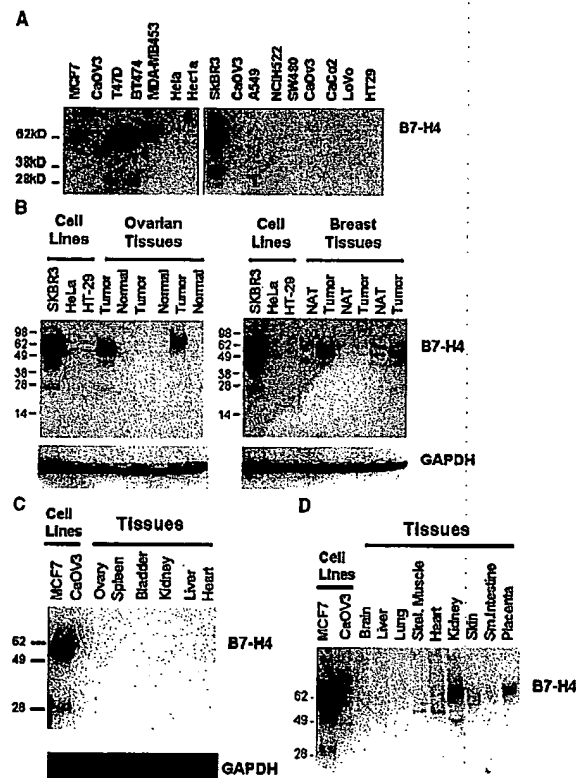 A
MCF7
CaOV3
T47D
BT474
MDA-MB453
Hela
Hec1a
SkBR3
CaOV3
A549
NCIH522
SW480
CaOv3
CaCo2
LoVo
HT29
62kD
38kD
28kD
B7-H4
B
Cell Lines
Ovarian Tissues
SKBR3
HeLa
HT-29
Tumor
Normal
Tumor
Normal
Tumor
Normal
98
62
49
38
28
14
Cell Lines
Breast Tissues
SKBR3
HeLa
HT-29
NAT
Tumor
NAT
Tumor
NAT
Tumor
98
62
49
38
28
14
B7-H4
GAPDH
C
Cell Lines
Tissues
MCF7
CaOV3
Ovary
Spleen
Bladder
Kidney
Liver
Heart
62
49
28
B7-H4
GAPDH
D
Tissues
Cell Lines
MCF7
CaOV3
Brain
Liver
Lung
Skel. Muscle
Heart
Kidney
Skin
Sm.Intestine
Placenta
62
49
28
B7-H4